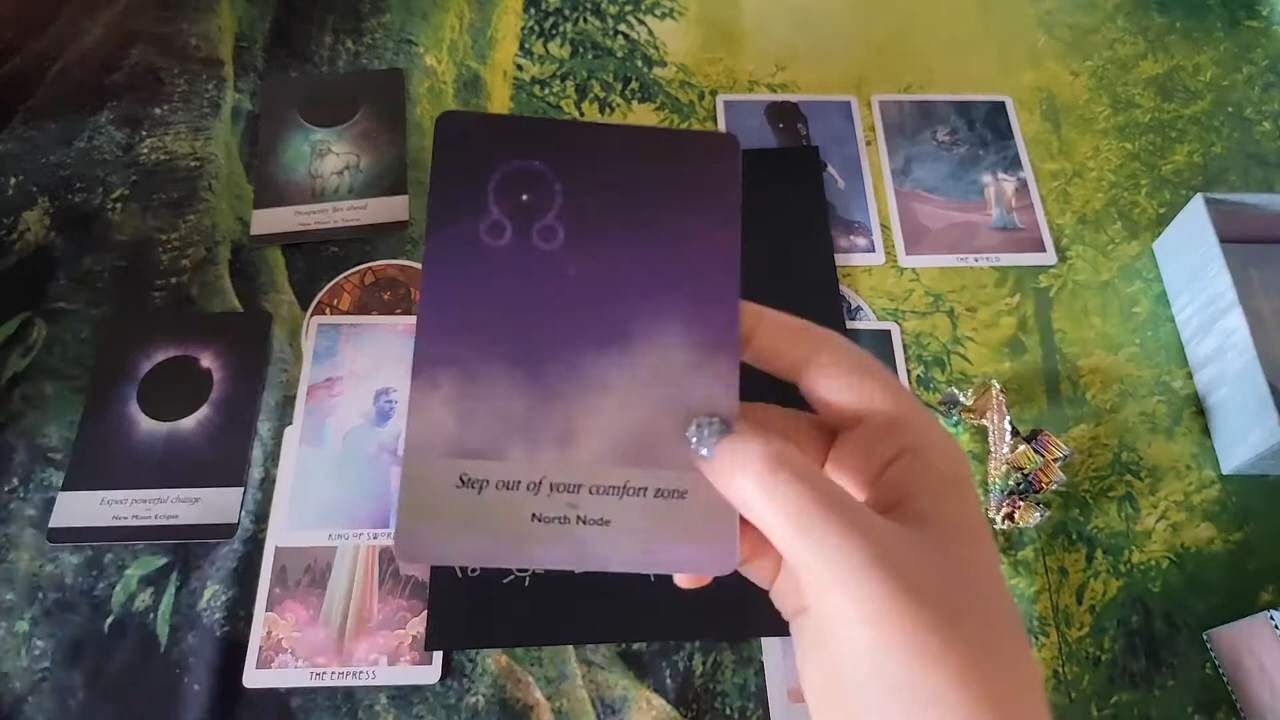 Prosperity lies ahead
New Moon in Taurus
THE WORLD
Step out of your comfort zone
North Node
Expect powerful change
New Moon Eclipse
KING OF SWOR
THE EMPRESS